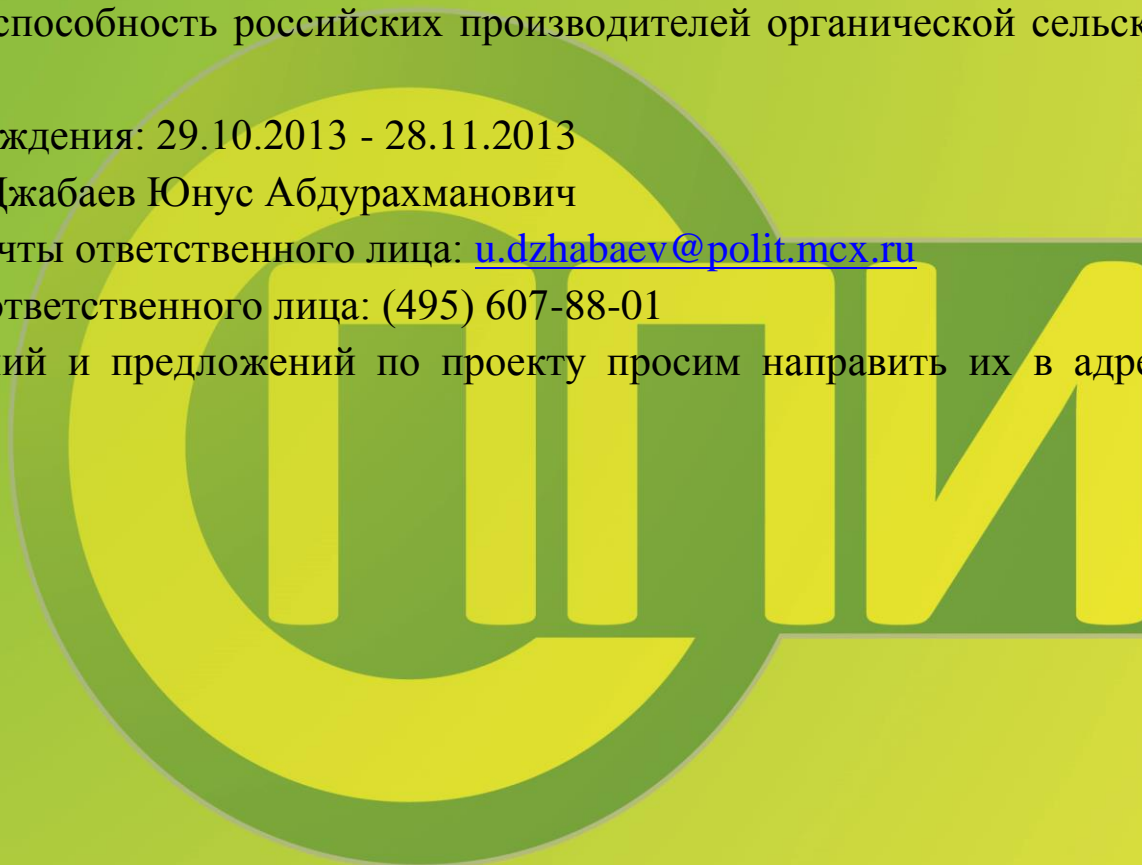 способность российских производителей органической сельск
ждения: 29.10.2013 - 28.11.2013
Джабаев Юнус Абдурахманович
чты ответственного лица: u.dzhabaev@polit.mcx.ru
ответственного лица: (495) 607-88-01
ий и предложений по проекту просим направить их в адре
СППИ